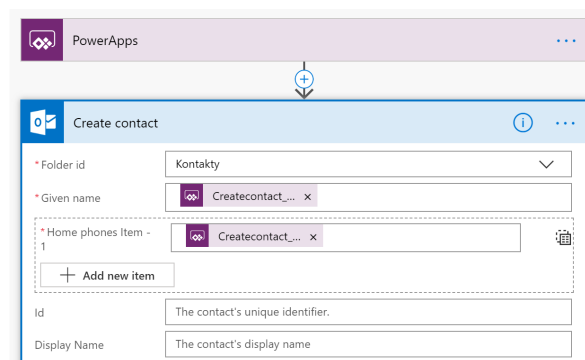 PowerApps
Create contact
* Folder id Kontakty
* Given name Createcontact_... x
* Home phones Item - 1 Createcontact_... x
Add new item
Id The contact's unique identifier.
Display Name The contact's display name